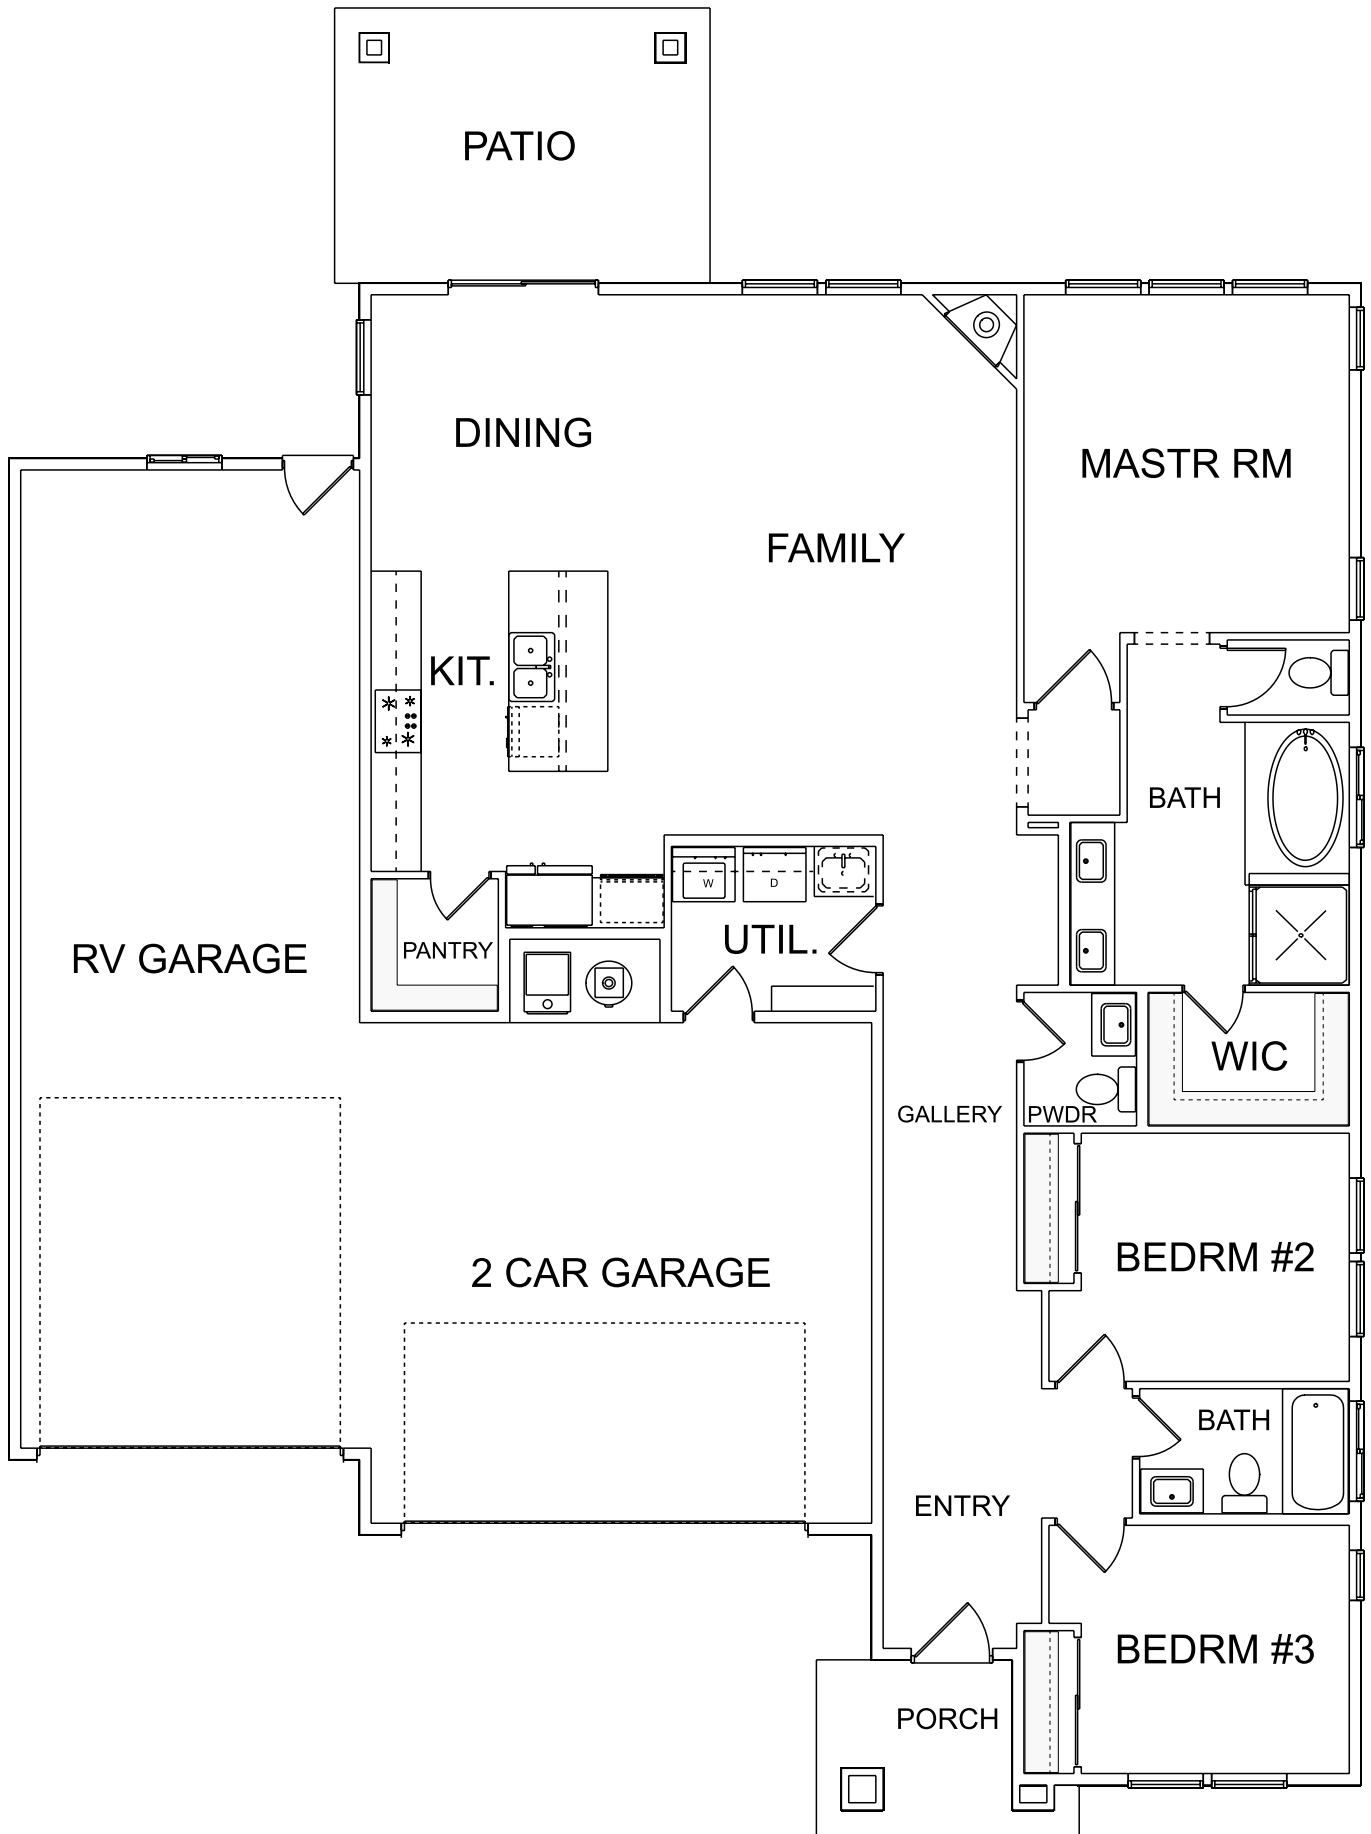 PATIO
DINING
MASTR RM
FAMILY
KIT.
BATH
W
D
UTIL.
PANTRY
RV GARAGE
WIC
GALLERY
PWDR
BEDRM #2
2 CAR GARAGE
BATH
ENTRY
BEDRM #3
PORCH